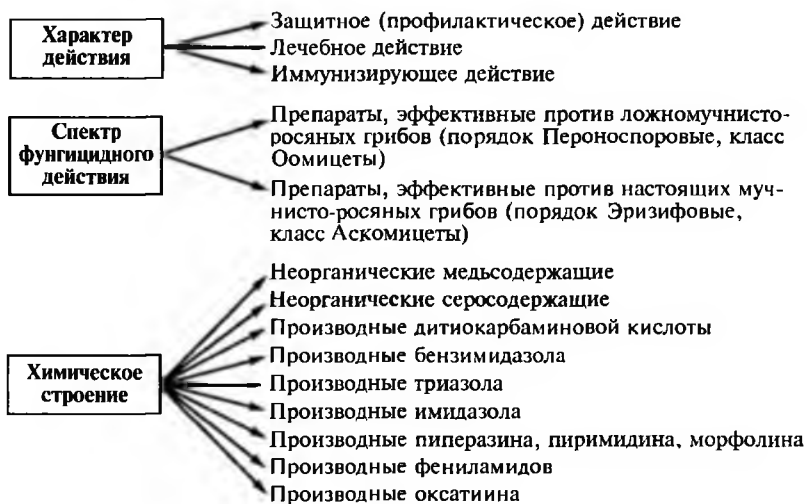 Характер
действия
Защитное (профилактическое) действие
Лечебное действие
Иммунизирующее действие
Спектр
фунгицидного
действия
Препараты, эффективные против ложномучнисто-
росяных грибов (порядок Пероноспоровые, класс
Оомицеты)
Препараты, эффективные против настоящих муч-
нисто-росяных грибов (порядок Эризифовые,
класс Аскомицеты)
Химическое
строение
Неорганические медьсодержащие
Неорганические серосодержащие
Производные дитиокарбаминовой кислоты
Производные бензимидазола
Производные триазола
Производные имидазола
Производные пиперазина, пиримидина, морфолина
Производные фениламидов
Производные оксатиина